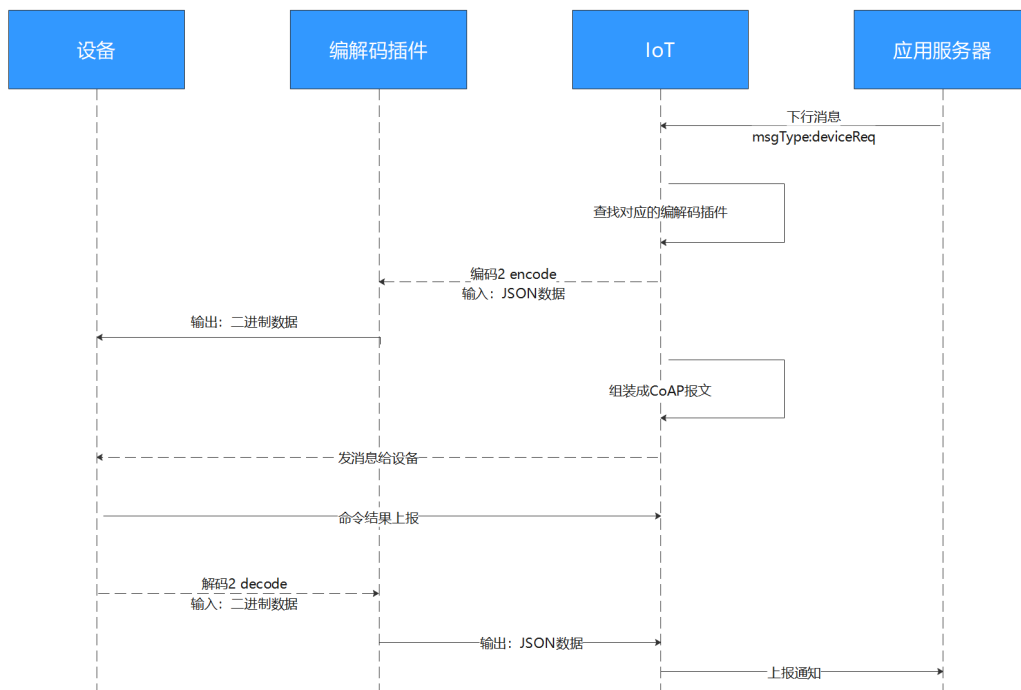 设备
编解码插件
IoT
应用服务器
下行消息
msgType:deviceReq
查找对应的编解码插件
编码2 encode
输入：JSON数据
输出：二进制数据
组装成CoAP报文
发消息给设备
命令结果上报
解码2 decode
输入：二进制数据
输出：JSON数据
上报通知